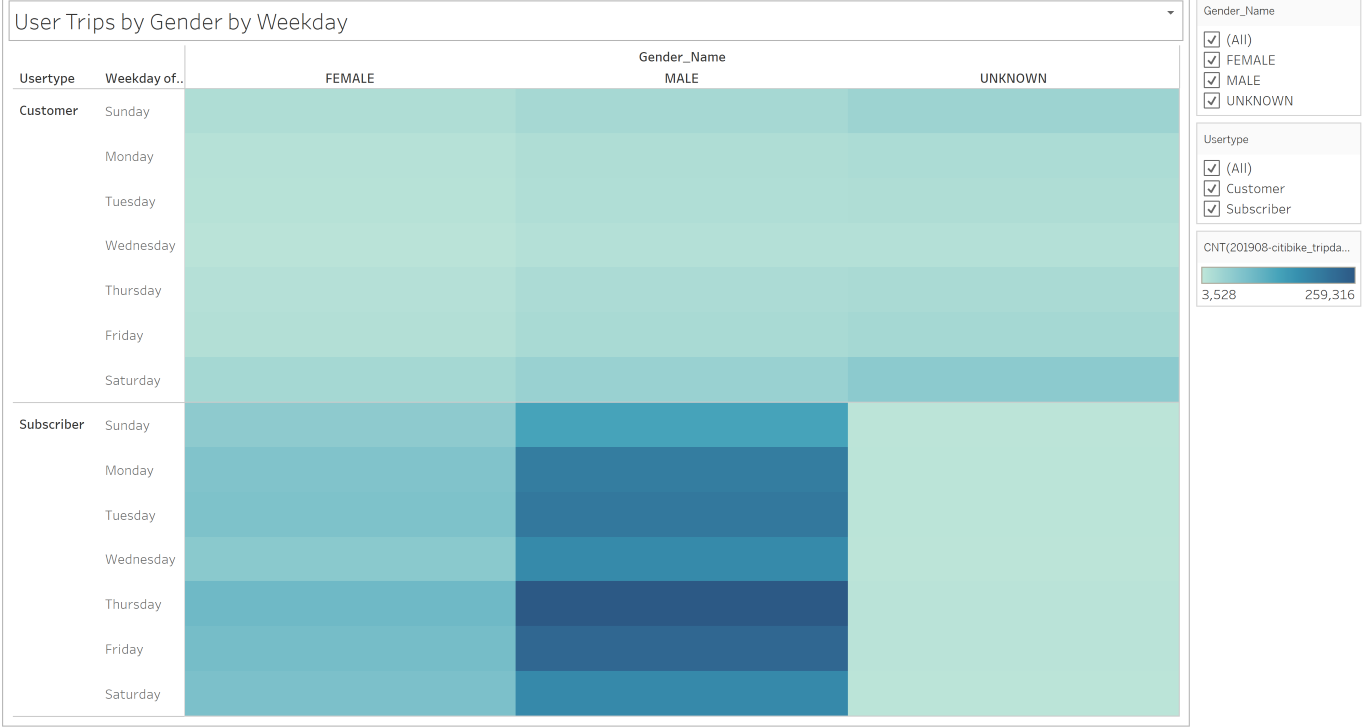 User Trips by Gender by Weekday
Gender_Name
Usertype Weekday of.. FEMALE MALE UNKNOWN
Customer Sunday
Monday
Tuesday
Wednesday
Thursday
Friday
Saturday
Subscriber Sunday
Monday
Tuesday
Wednesday
Thursday
Friday
Saturday
Gender_Name
(All)
FEMALE
MALE
UNKNOWN
Usertype
(All)
Customer
Subscriber
CNT(201908-citibike_tripda...
3,528 259,316